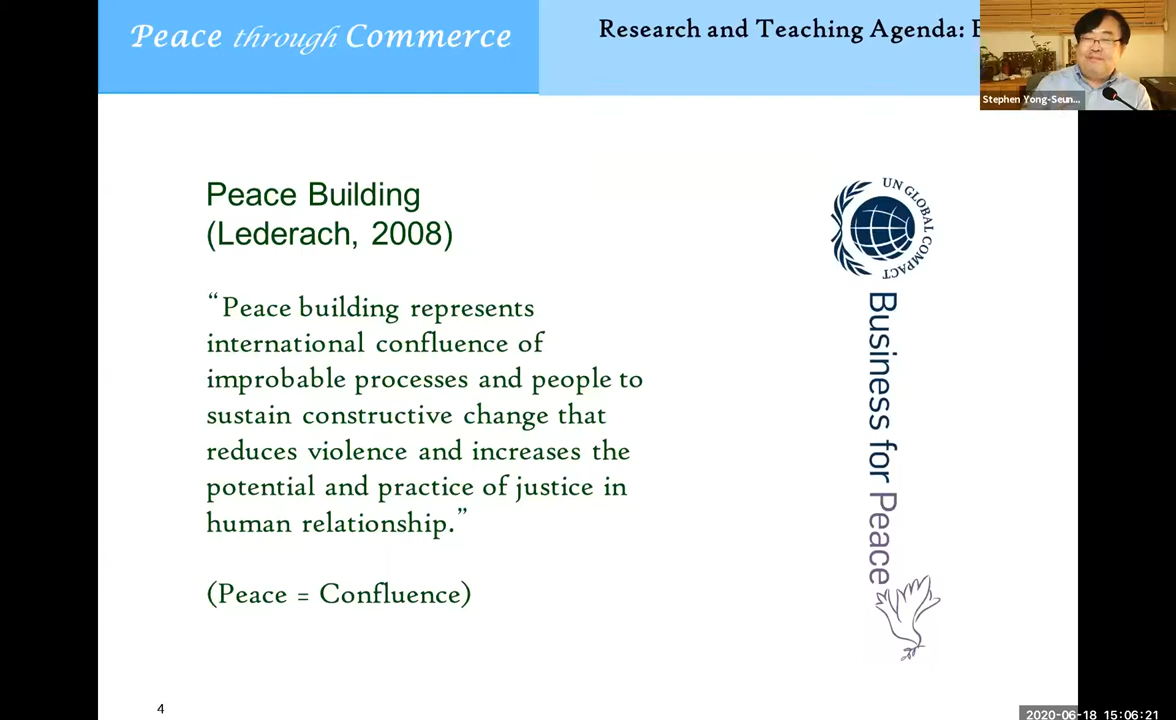 Peace through Commerce
Research and Teaching Agenda:
Stephen Yong-Seun...
Peace Building
(Lederach, 2008)
“Peace building represents
international confluence of
improbable processes and people to
sustain constructive change that
reduces violence and increases the
potential and practice of justice in
human relationship.”
(Peace = Confluence)
UN GLOBAL COMPACT
Business for Peace
4
2020-06-18 15:06:21